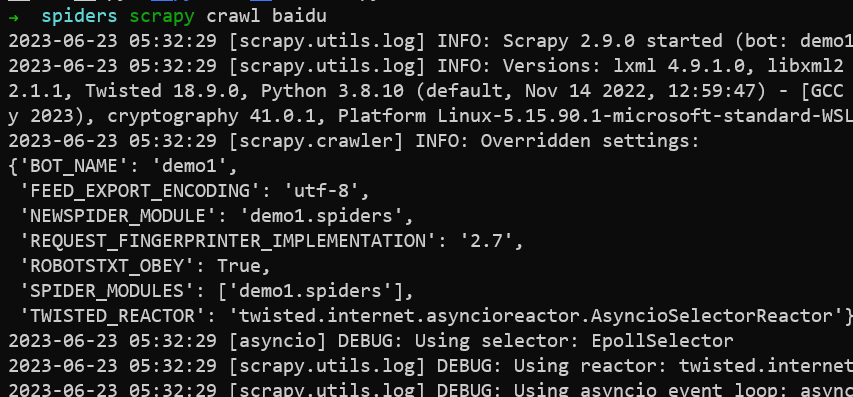 ➜ spiders scrapy crawl baidu
2023-06-23 05:32:29 [scrapy.utils.log] INFO: Scrapy 2.9.0 started (bot: demo1
2023-06-23 05:32:29 [scrapy.utils.log] INFO: Versions: lxml 4.9.1.0, libxml2
2.1.1, Twisted 18.9.0, Python 3.8.10 (default, Nov 14 2022, 12:59:47) - [GCC
y 2023), cryptography 41.0.1, Platform Linux-5.15.90.1-microsoft-standard-WSL
2023-06-23 05:32:29 [scrapy.crawler] INFO: Overridden settings:
{'BOT_NAME': 'demo1',
'FEED_EXPORT_ENCODING': 'utf-8',
'NEWSPIDER_MODULE': 'demo1.spiders',
'REQUEST_FINGERPRINTER_IMPLEMENTATION': '2.7',
'ROBOTSTXT_OBEY': True,
'SPIDER_MODULES': ['demo1.spiders'],
'TWISTED_REACTOR': 'twisted.internet.asyncioreactor.AsyncioSelectorReactor'}
2023-06-23 05:32:29 [asyncio] DEBUG: Using selector: EpollSelector
2023-06-23 05:32:29 [scrapy.utils.log] DEBUG: Using reactor: twisted.internet
2023-06-23 05:32:29 [scrapy.utils.log] DEBUG: Using asyncio event loop: async